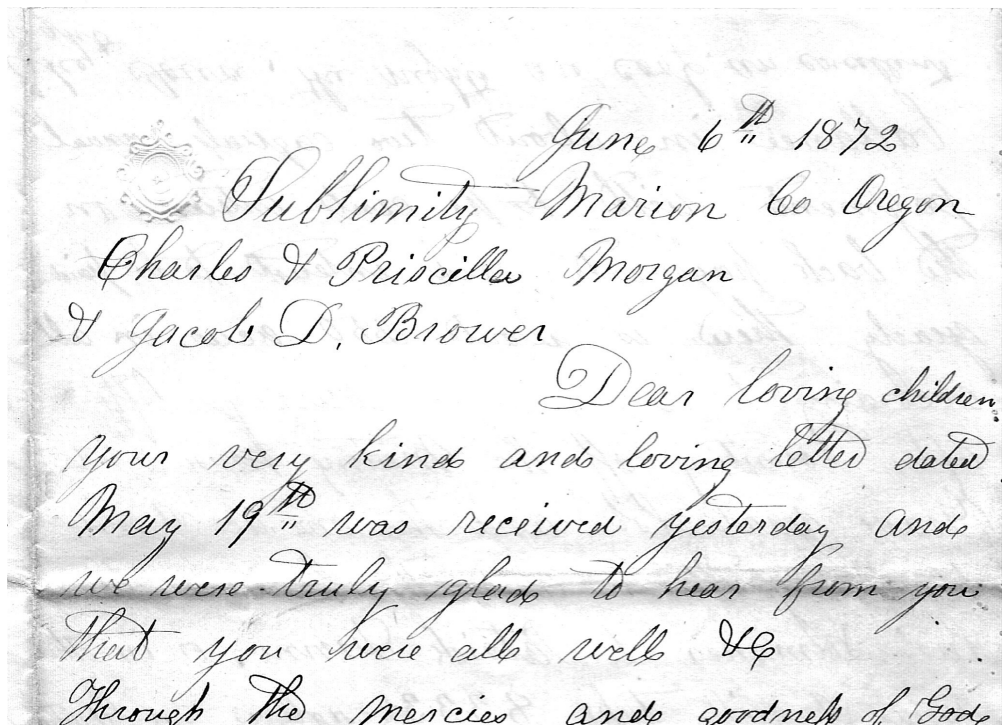 June 6th 1872
Sublimity Marion Co Oregon
Charles & Priscilla Morgan
& Jacob D. Brower
Dear loving children
Your very kind and loving letter dated
May 19th was received yesterday and
we were truly glad to hear from you
that you were all well &c
Through the mercies and goodness of God